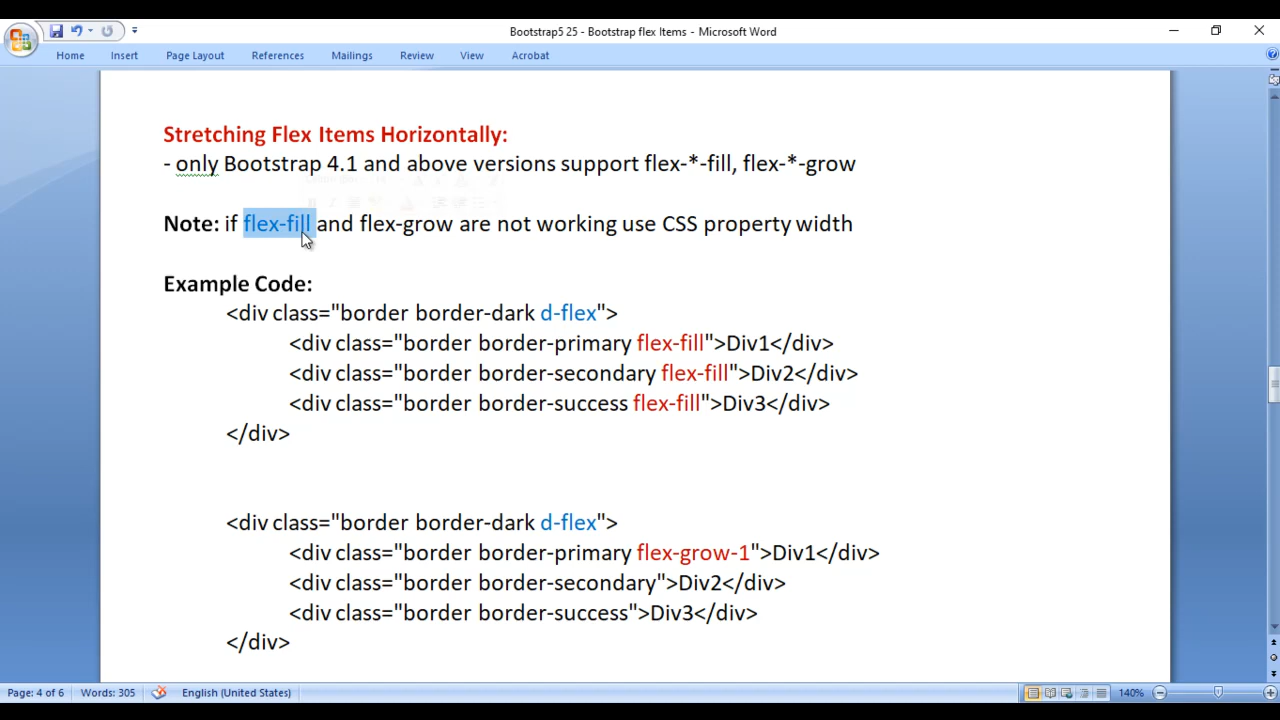 Bootstrap5 25 - Bootstrap flex Items - Microsoft Word
Home Insert Page Layout References Mailings Review View Acrobat
Stretching Flex Items Horizontally:
- only Bootstrap 4.1 and above versions support flex-*-fill, flex-*-grow
Note: if flex-fill and flex-grow are not working use CSS property width
Example Code:
<div class="border border-dark d-flex">
<div class="border border-primary flex-fill">Div1</div>
<div class="border border-secondary flex-fill">Div2</div>
<div class="border border-success flex-fill">Div3</div>
</div>
<div class="border border-dark d-flex">
<div class="border border-primary flex-grow-1">Div1</div>
<div class="border border-secondary">Div2</div>
<div class="border border-success">Div3</div>
</div>
Page: 4 of 6 Words: 305 English (United States) 140%